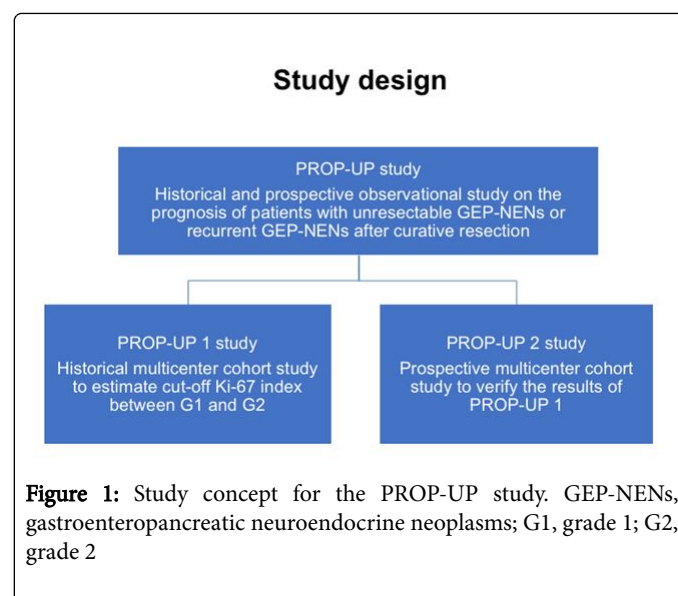 Study design
PROP-UP study
Historical and prospective observational study on the
prognosis of patients with unresectable GEP-NENs or
recurrent GEP-NENs after curative resection
PROP-UP 1 study
Historical multicenter cohort study
to estimate cut-off Ki-67 index
between G1 and G2
PROP-UP 2 study
Prospective multicenter cohort
study to verify the results of
PROP-UP 1
Figure 1: Study concept for the PROP-UP study. GEP-NENs,
gastroenteropancreatic neuroendocrine neoplasms; G1, grade 1; G2,
grade 2